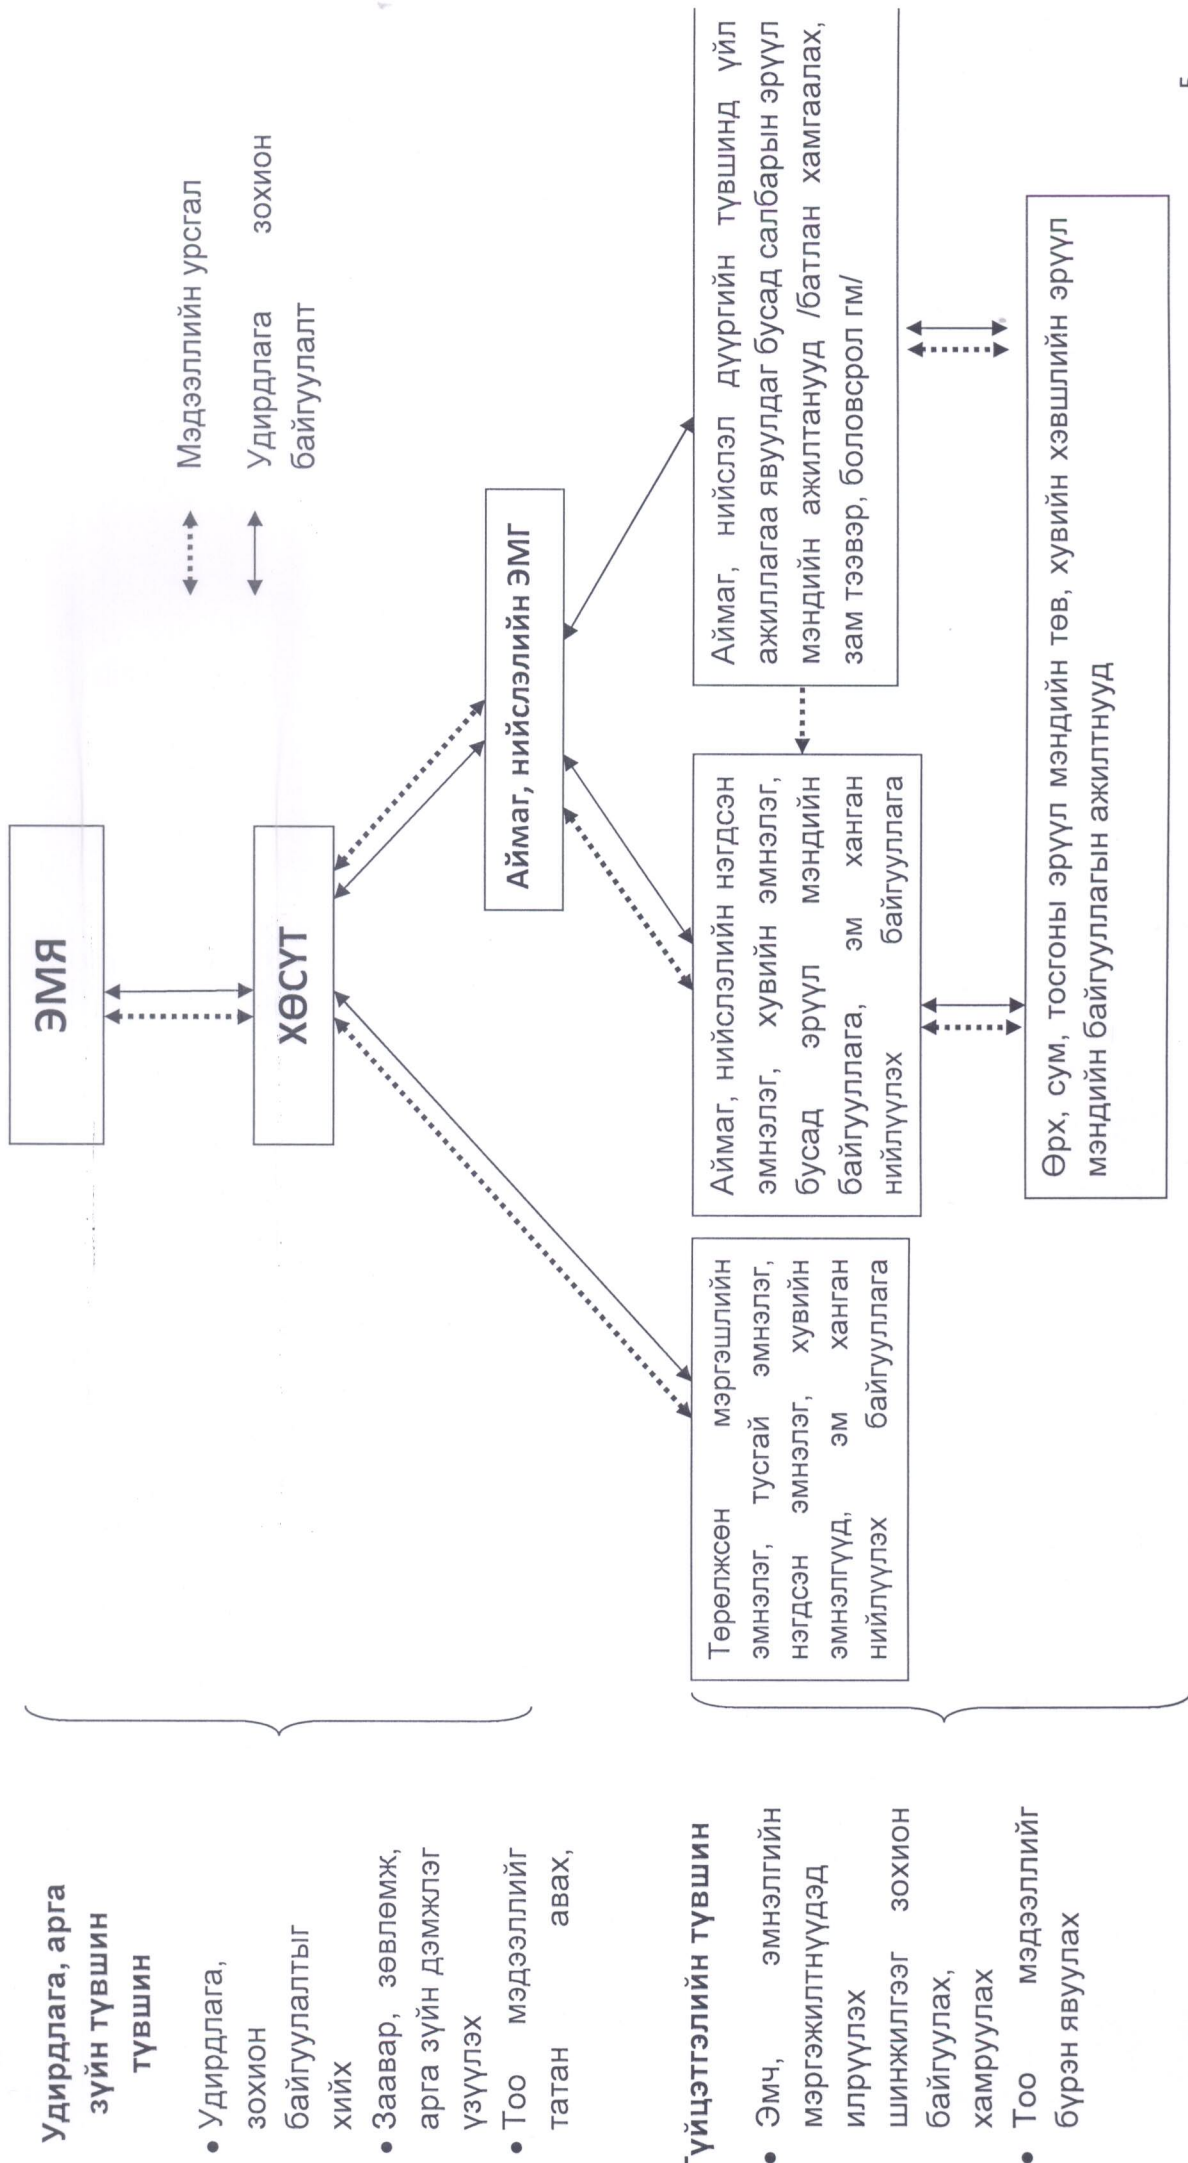 Удирдлага, арга
зүйн түвшин
түвшин
• Удирдлага,
зохион
байгуулалтыг
хийх
• Заавар, зөвлөмж,
арга зүйн дэмжлэг
үзүүлэх
• Тоо мэдээллийг
татан авах,
ЭМЯ
ХӨСҮТ
Аймаг, нийслэлийн ЭМГ
Мэдээллийн урсгал
Удирдлага зохион
байгуулалт
үйцэтгэлийн түвшин
• Эмч, эмнэлгийн
мэргэжилтнүүдэд
илрүүлэх
шинжилгээг зохион
байгуулах,
хамруулах
• Тоо мэдээллийг
бүрэн явуулах
Төрөлжсөн мэргэшлийн
эмнэлэг, тусгай эмнэлэг,
нэгдсэн эмнэлэг, хувийн
эмнэлгүүд, эм ханган
нийлүүлэх байгууллага
Аймаг, нийслэлийн нэгдсэн
эмнэлэг, хувийн эмнэлэг,
бусад эрүүл мэндийн
байгууллага, эм ханган
нийлүүлэх байгууллага
Аймаг, нийслэл дүүргийн түвшинд үйл
ажиллагаа явуулдаг бусад салбарын эрүүл
мэндийн ажилтанууд /батлан хамгаалах,
зам тээвэр, боловсрол гм/
Өрх, сум, тосгоны эрүүл мэндийн төв, хувийн хэвшлийн эрүүл
мэндийн байгууллагын ажилтнууд